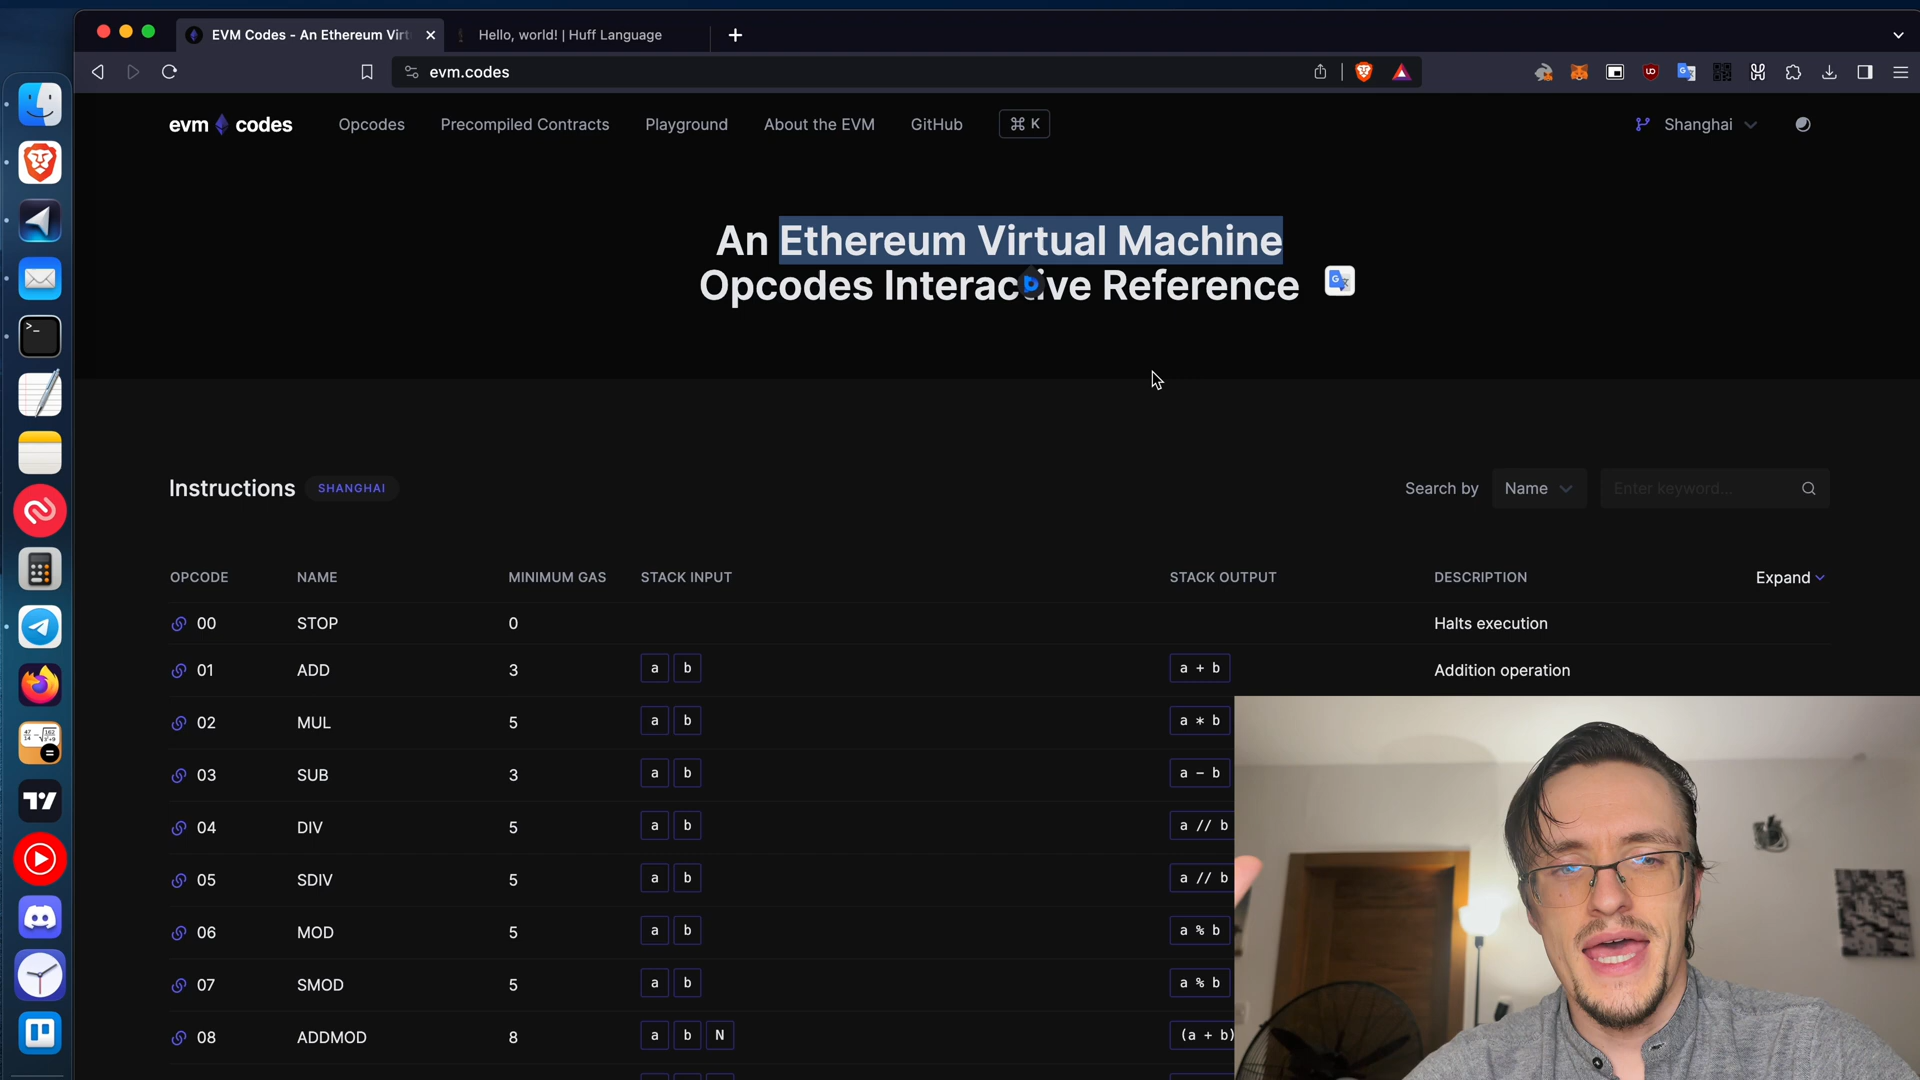 EVM Codes - An Ethereum Virt
Hello, world! | Huff Language
evm.codes
evm codes
Opcodes
Precompiled Contracts
Playground
About the EVM
GitHub
⌘ K
Shanghai
An Ethereum Virtual Machine
Opcodes Interactive Reference
Instructions
SHANGHAI
Search by
Name
Enter keyword...
OPCODE NAME MINIMUM GAS STACK INPUT STACK OUTPUT DESCRIPTION Expand
00 STOP 0 Halts execution
01 ADD 3 a b a + b Addition operation
02 MUL 5 a b a * b
03 SUB 3 a b a - b
04 DIV 5 a b a // b
05 SDIV 5 a b a // b
06 MOD 5 a b a % b
07 SMOD 5 a b a % b
08 ADDMOD 8 a b N (a + b)